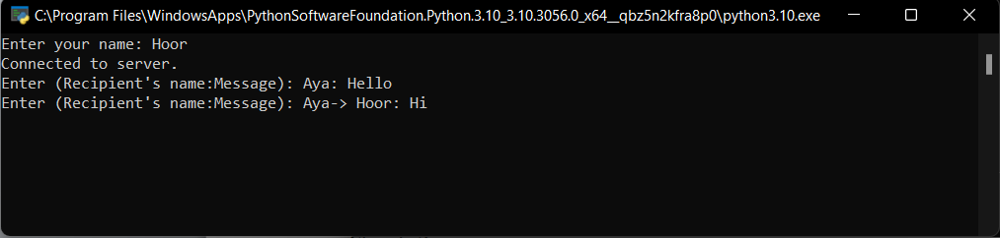 C:\Program Files\WindowsApps\PythonSoftwareFoundation.Python.3.10_3.10.3056.0_x64__qbz5n2kfra8p0\python3.10.exe
Enter your name: Hoor
Connected to server.
Enter (Recipient's name:Message): Aya: Hello
Enter (Recipient's name:Message): Aya-> Hoor: Hi